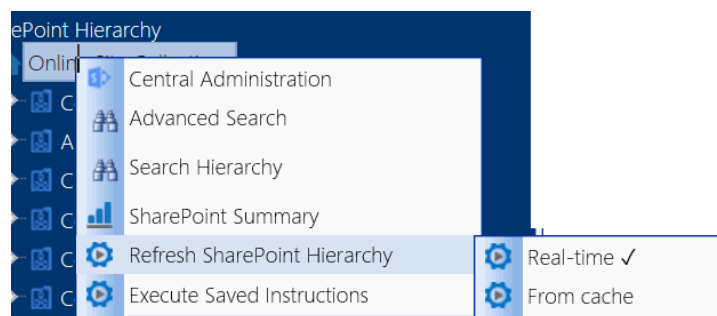 ePoint Hierarchy
Onlin
C
Central Administration
A
Advanced Search
C
Search Hierarchy
C
SharePoint Summary
C
Refresh SharePoint Hierarchy
Real-time ✓
C
Execute Saved Instructions
From cache